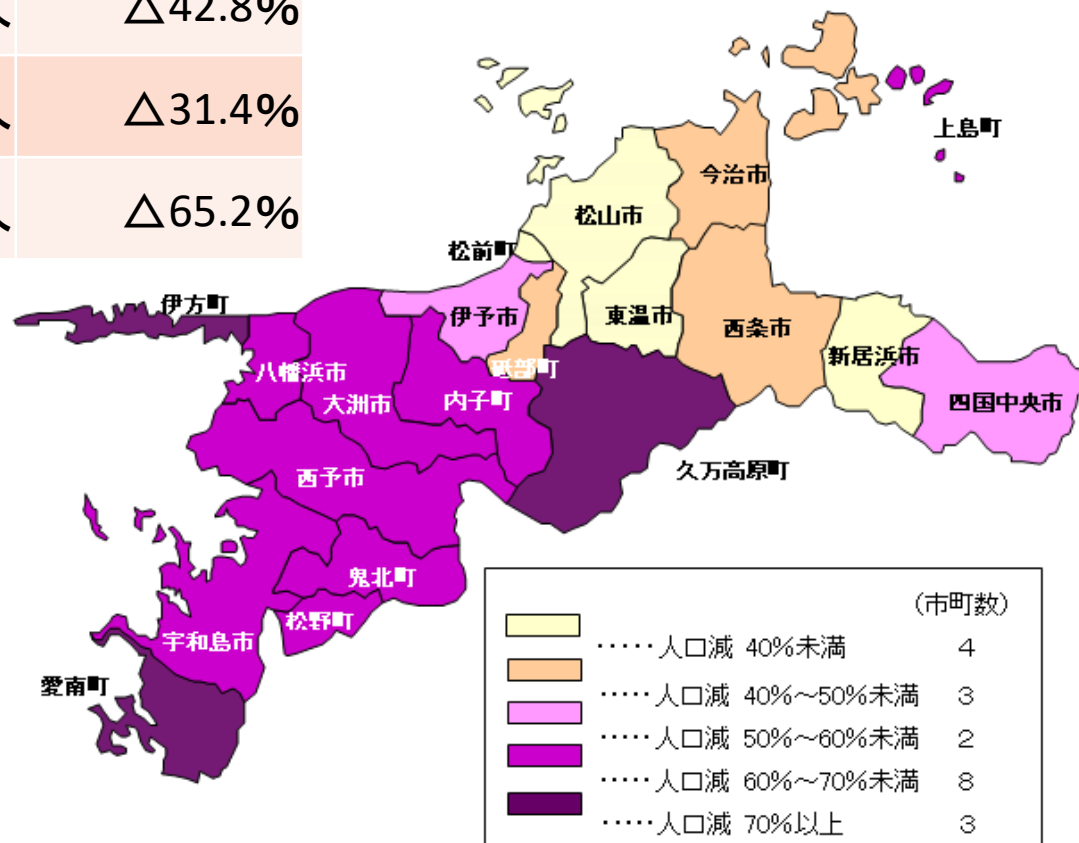 人 △42.8%
人 △31.4%
人 △65.2%
上島町
今治市
松山市
松前町
伊方町
伊予市
東温市
西条市
新居浜市
砥部町
八幡浜市
大洲市
内子町
四国中央市
久万高原町
西予市
鬼北町
松野町
宇和島市
愛南町
(市町数)
‥‥‥人口減 40%未満 4
‥‥‥人口減 40%～50%未満 3
‥‥‥人口減 50%～60%未満 2
‥‥‥人口減 60%～70%未満 8
‥‥‥人口減 70%以上 3